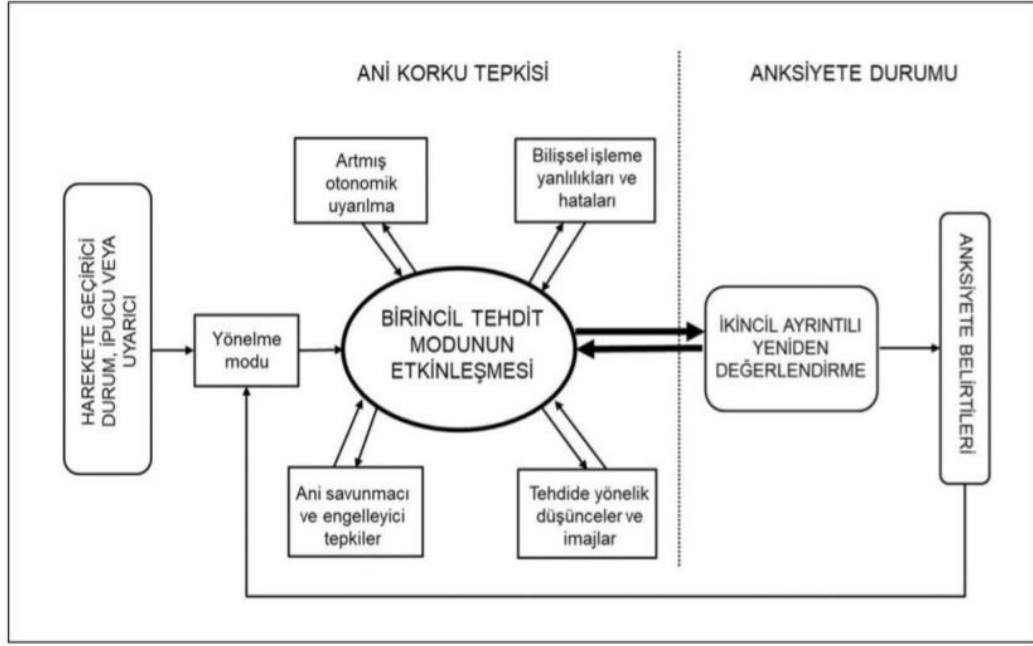 ANİ KORKU TEPKİSİ
ANKSİYETE DURUMU
HAREKETE GEÇİRİCİ
DURUM, İPUCU VEYA
UYARICI
Yönelme
modu
Artmış
otonomik
uyarılma
Bilişsel işleme
yanlılıkları ve
hataları
BİRİNCİL TEHDİT
MODUNUN
ETKİNLEŞMESİ
Ani savunmacı
ve engelleyici
tepkiler
Tehdide yönelik
düşünceler ve
imajlar
İKİNCİL AYRINTILI
YENİDEN
DEĞERLENDİRME
ANKSİYETE BELİRTİLERİ